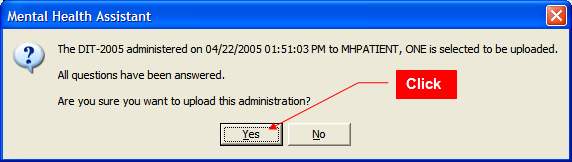 Mental Health Assistant
The DIT-2005 administered on 04/22/2005 01:51:03 PM to MHPATIENT, ONE is selected to be uploaded.
All questions have been answered.
Are you sure you want to upload this administration?
Click
Yes
No